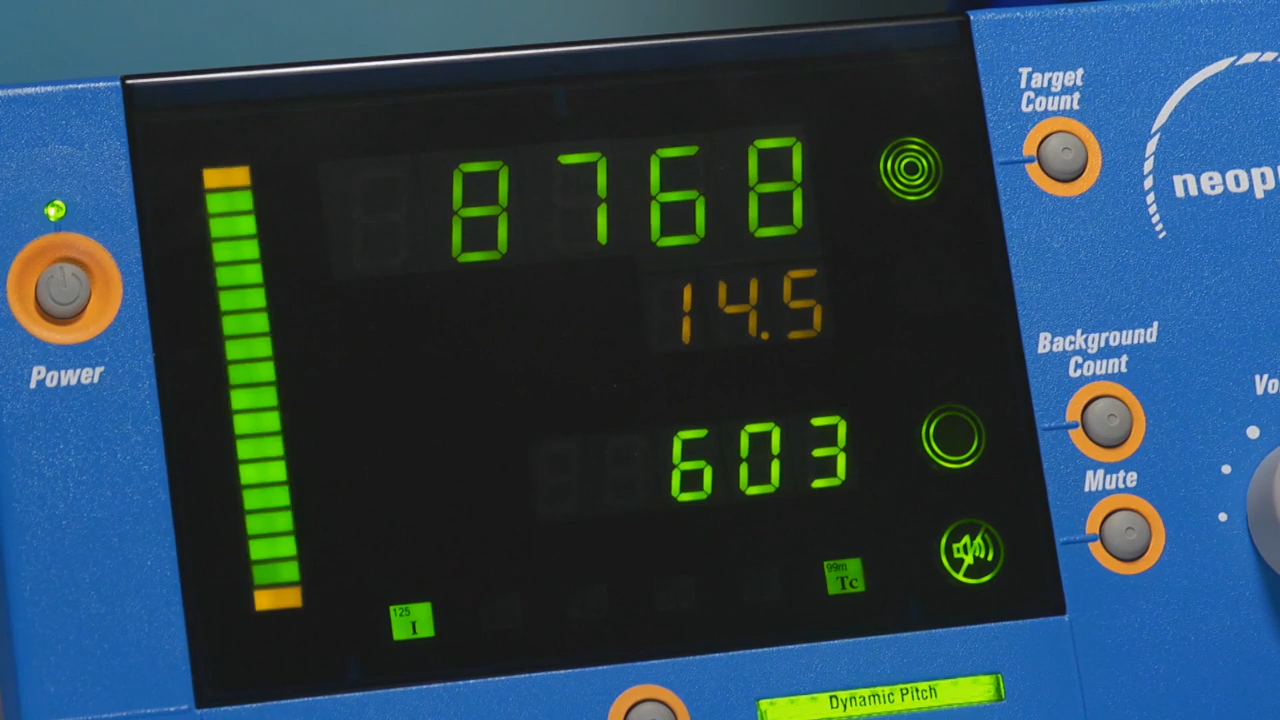 Target
Count
neop
8768
14.5
Background
Count
Power
603
Mute
99m
Tc
125
I
Dynamic Pitch